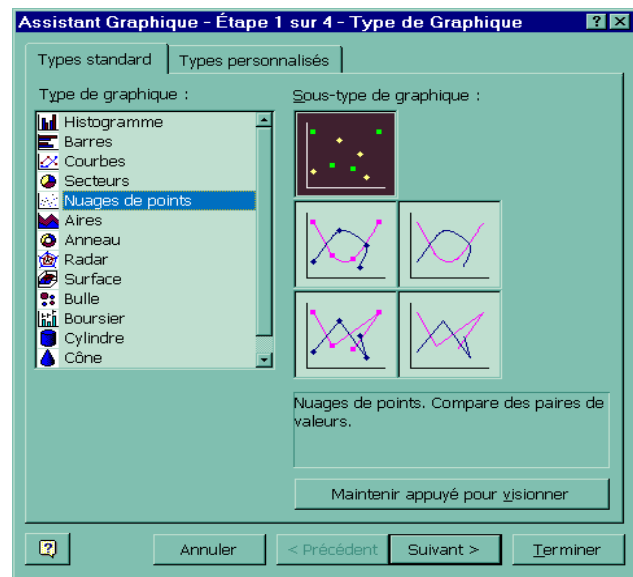 Assistant Graphique - Étape 1 sur 4 - Type de Graphique
Types standard
Types personnalisés
Type de graphique :
Histogramme
Barres
Courbes
Secteurs
Nuages de points
Aires
Anneau
Radar
Surface
Bulle
Boursier
Cylindre
Cône
Sous-type de graphique :
Nuages de points. Compare des paires de
valeurs.
Maintenir appuyé pour visionner
Annuler
< Précédent
Suivant >
Terminer